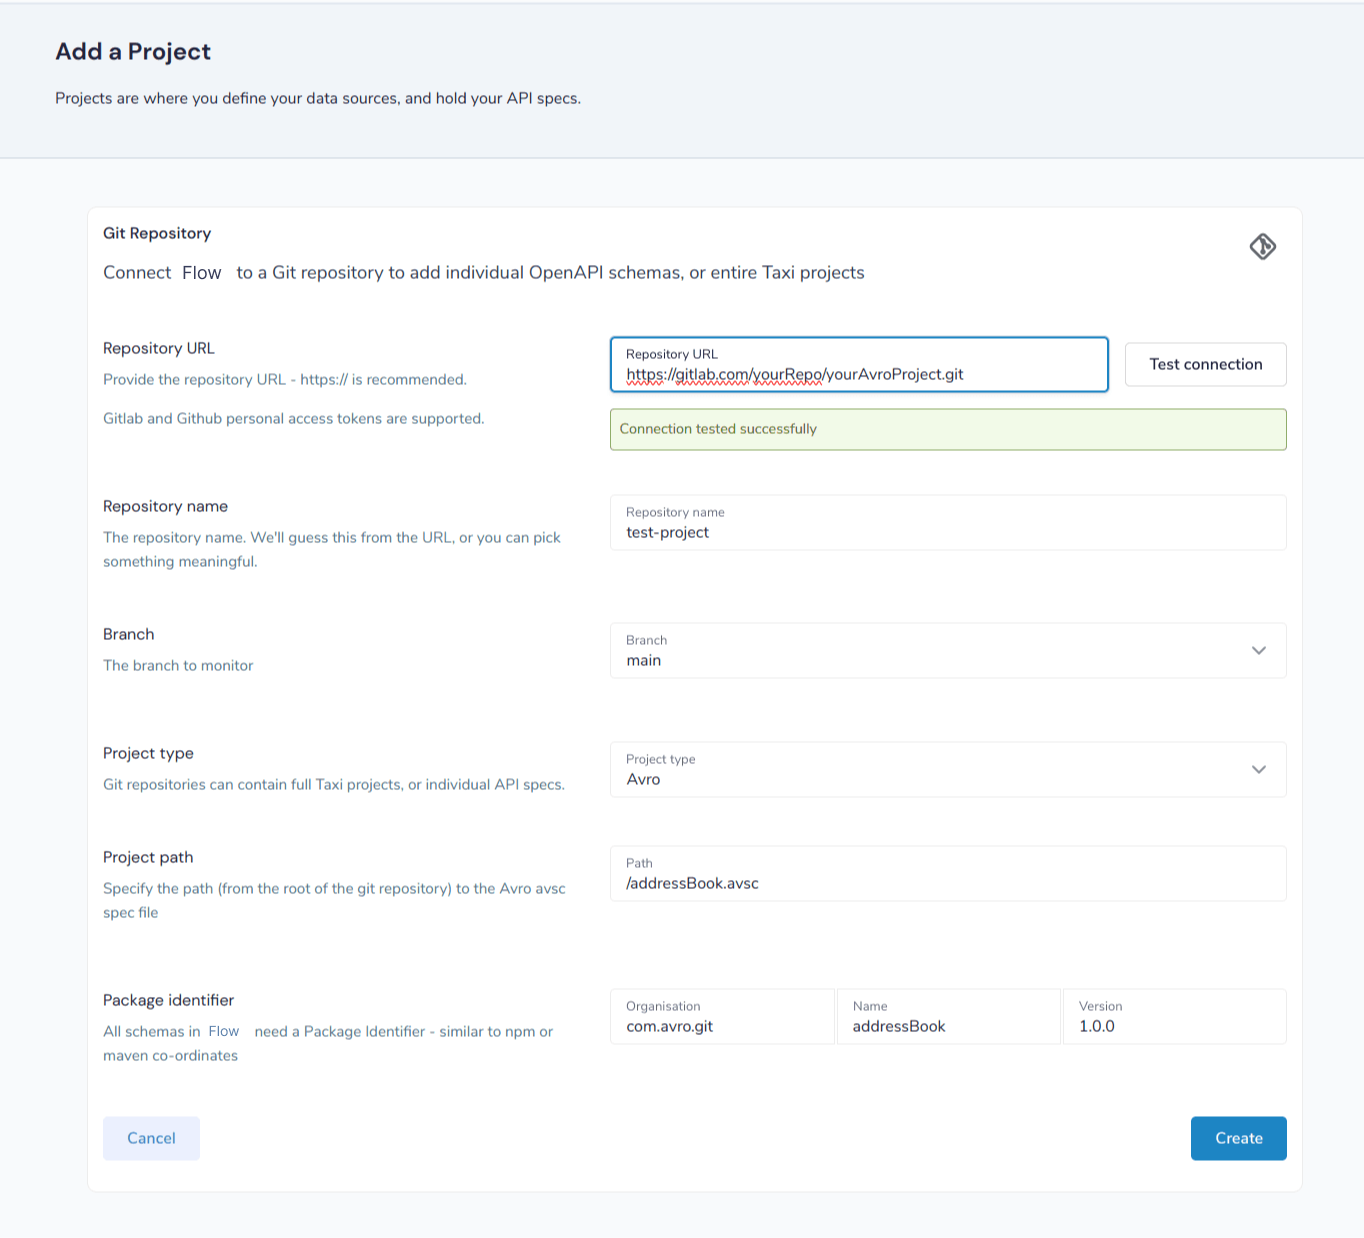 Add a Project
Projects are where you define your data sources, and hold your API specs.
Git Repository
Connect Flow to a Git repository to add individual OpenAPI schemas, or entire Taxi projects
Repository URL
Provide the repository URL - https:// is recommended.
Gitlab and Github personal access tokens are supported.
Repository URL
https://gitlab.com/yourRepo/yourAvroProject.git
Test connection
Connection tested successfully
Repository name
The repository name. We'll guess this from the URL, or you can pick
something meaningful.
Repository name
test-project
Branch
The branch to monitor
Branch
main
Project type
Git repositories can contain full Taxi projects, or individual API specs.
Project type
Avro
Project path
Specify the path (from the root of the git repository) to the Avro avsc
spec file
Path
/addressBook.avsc
Package identifier
All schemas in Flow need a Package Identifier - similar to npm or
maven co-ordinates
Organisation
com.avro.git
Name
addressBook
Version
1.0.0
Cancel
Create